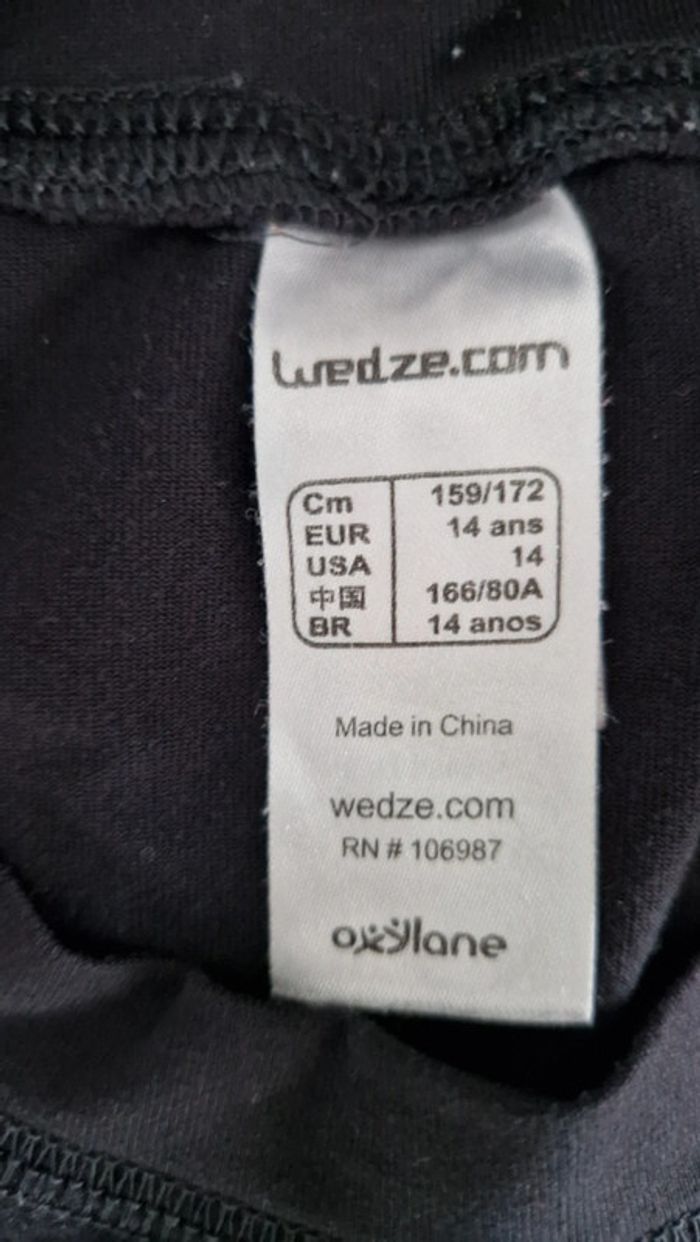 wedze.com
Cm 159/172
EUR 14 ans
USA 14
中国 166/80A
BR 14 anos
Made in China
wedze.com
RN # 106987
oxylane